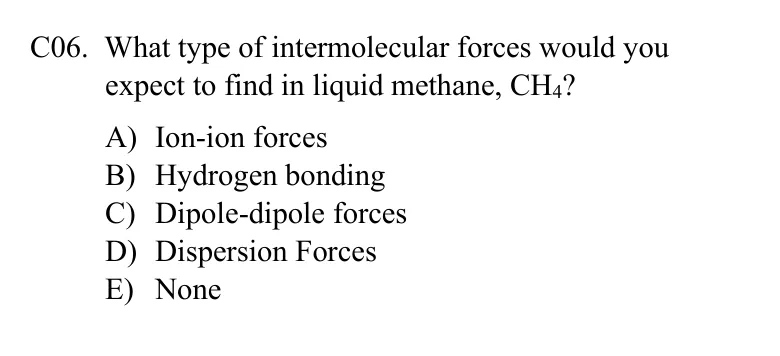 C06. What type of intermolecular forces would you
expect to find in liquid methane, CH₄?
A) Ion-ion forces
B) Hydrogen bonding
C) Dipole-dipole forces
D) Dispersion Forces
E) None